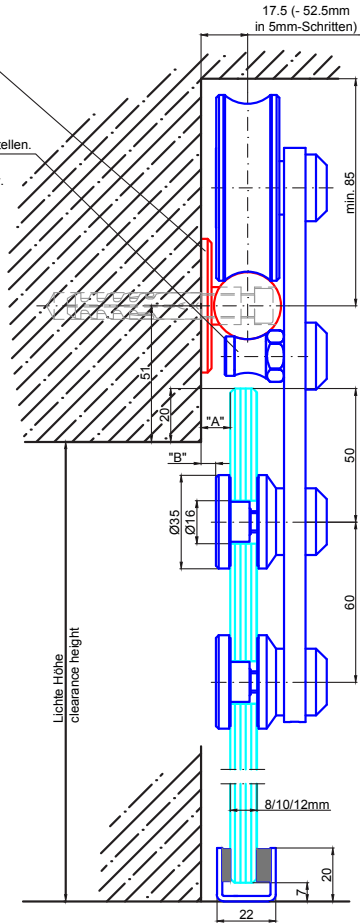 17.5 (- 52.5mm
in 5mm-Schritten)
tellen.
min. 85
51
20
"A"
"B"
Ø35
Ø16
50
60
Lichte Höhe
clearance height
8/10/12mm
20
7
22